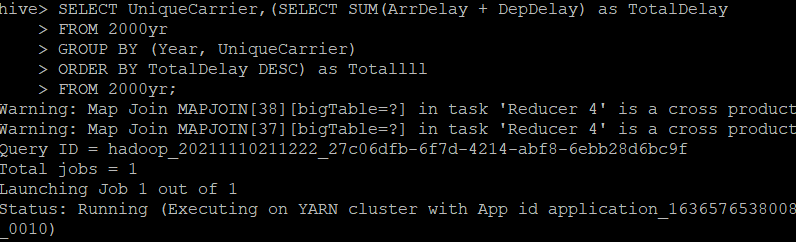 hive> SELECT UniqueCarrier,(SELECT SUM(ArrDelay + DepDelay) as TotalDelay
> FROM 2000yr
> GROUP BY (Year, UniqueCarrier)
> ORDER BY TotalDelay DESC) as Totallll
> FROM 2000yr;
Warning: Map Join MAPJOIN[38][bigTable=?] in task 'Reducer 4' is a cross product
Warning: Map Join MAPJOIN[37][bigTable=?] in task 'Reducer 4' is a cross product
Query ID = hadoop_20211110211222_27c06dfb-6f7d-4214-abf8-6ebb28d6bc9f
Total jobs = 1
Launching Job 1 out of 1
Status: Running (Executing on YARN cluster with App id application_1636576538008
_0010)